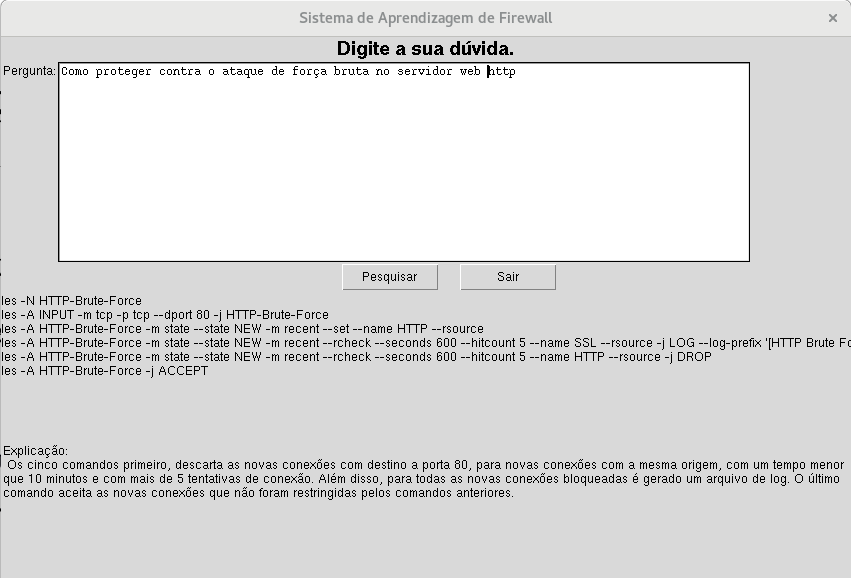 Sistema de Aprendizagem de Firewall
Digite a sua dúvida.
Pergunta:
Como proteger contra o ataque de força bruta no servidor web http
Pesquisar
Sair
les -N HTTP-Brute-Force
les -A INPUT -m tcp -p tcp --dport 80 -j HTTP-Brute-Force
les -A HTTP-Brute-Force -m state --state NEW -m recent --set --name HTTP --rsource
les -A HTTP-Brute-Force -m state --state NEW -m recent --rcheck --seconds 600 --hitcount 5 --name SSL --rsource -j LOG --log-prefix '[HTTP Brute Fo
les -A HTTP-Brute-Force -m state --state NEW -m recent --rcheck --seconds 600 --hitcount 5 --name HTTP --rsource -j DROP
les -A HTTP-Brute-Force -j ACCEPT
Explicação:
Os cinco comandos primeiro, descarta as novas conexões com destino a porta 80, para novas conexões com a mesma origem, com um tempo menor
que 10 minutos e com mais de 5 tentativas de conexão. Além disso, para todas as novas conexões bloqueadas é gerado um arquivo de log. O último
comando aceita as novas conexões que não foram restringidas pelos comandos anteriores.